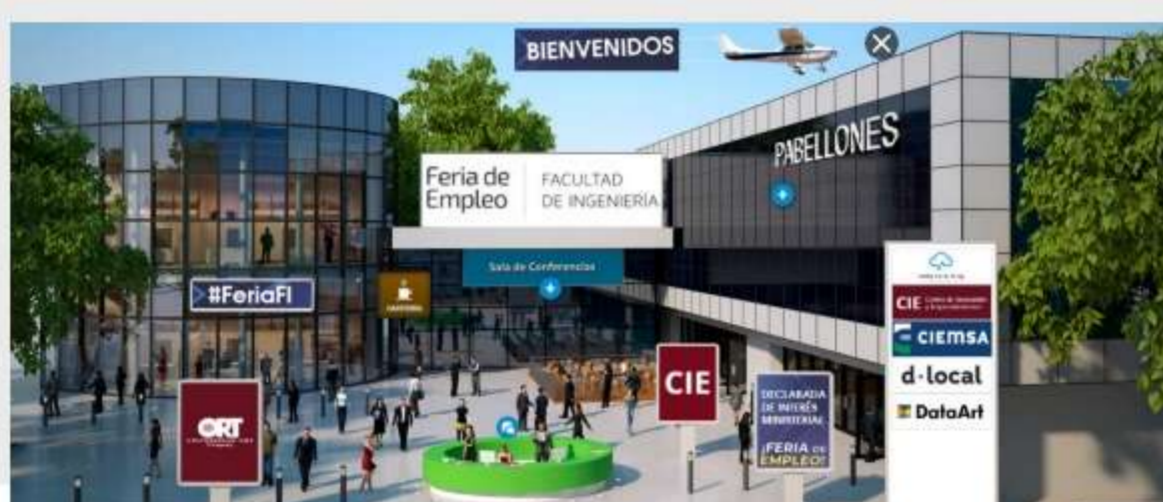 BIENVENIDOS
PABELLONES
Feria de
Empleo
FACULTAD
DE INGENIERÍA
Sala de Conferencias
#FeriaFI
CIE
CIEMSA
d·local
DataArt
ORT
CIE
DECLARADA
DE INTERÉS
MINISTERIAL
¡FERIA DE
EMPLEO!